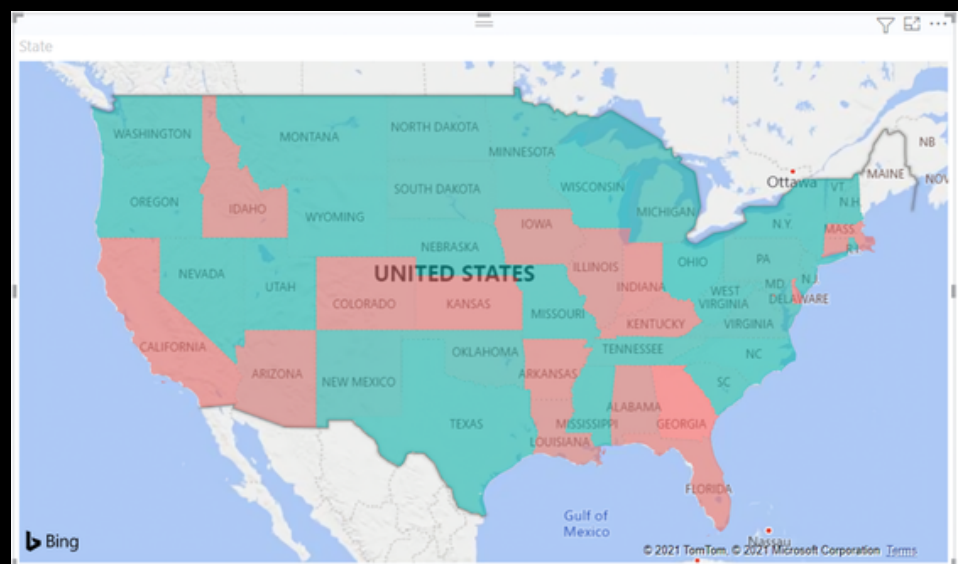 State
NB
WASHINGTON
MONTANA
NORTH DAKOTA
MINNESOTA
Ottawa
MAINE
NOV
SOUTH DAKOTA
WISCONSIN
VT.
OREGON
IDAHO
WYOMING
MICHIGAN
N.H.
N.Y.
IOWA
MASS.
R.I.
NEBRASKA
NEVADA
UNITED STATES
ILLINOIS
OHIO
PA
UTAH
INDIANA
MD
NJ
COLORADO
KANSAS
WEST
VIRGINIA
DELAWARE
MISSOURI
KENTUCKY
VIRGINIA
CALIFORNIA
OKLAHOMA
TENNESSEE
NC
ARIZONA
NEW MEXICO
ARKANSAS
SC
ALABAMA
TEXAS
MISSISSIPPI
GEORGIA
LOUISIANA
FLORIDA
Gulf of
Mexico
Bing
Nassau
© 2021 TomTom, © 2021 Microsoft Corporation Terms